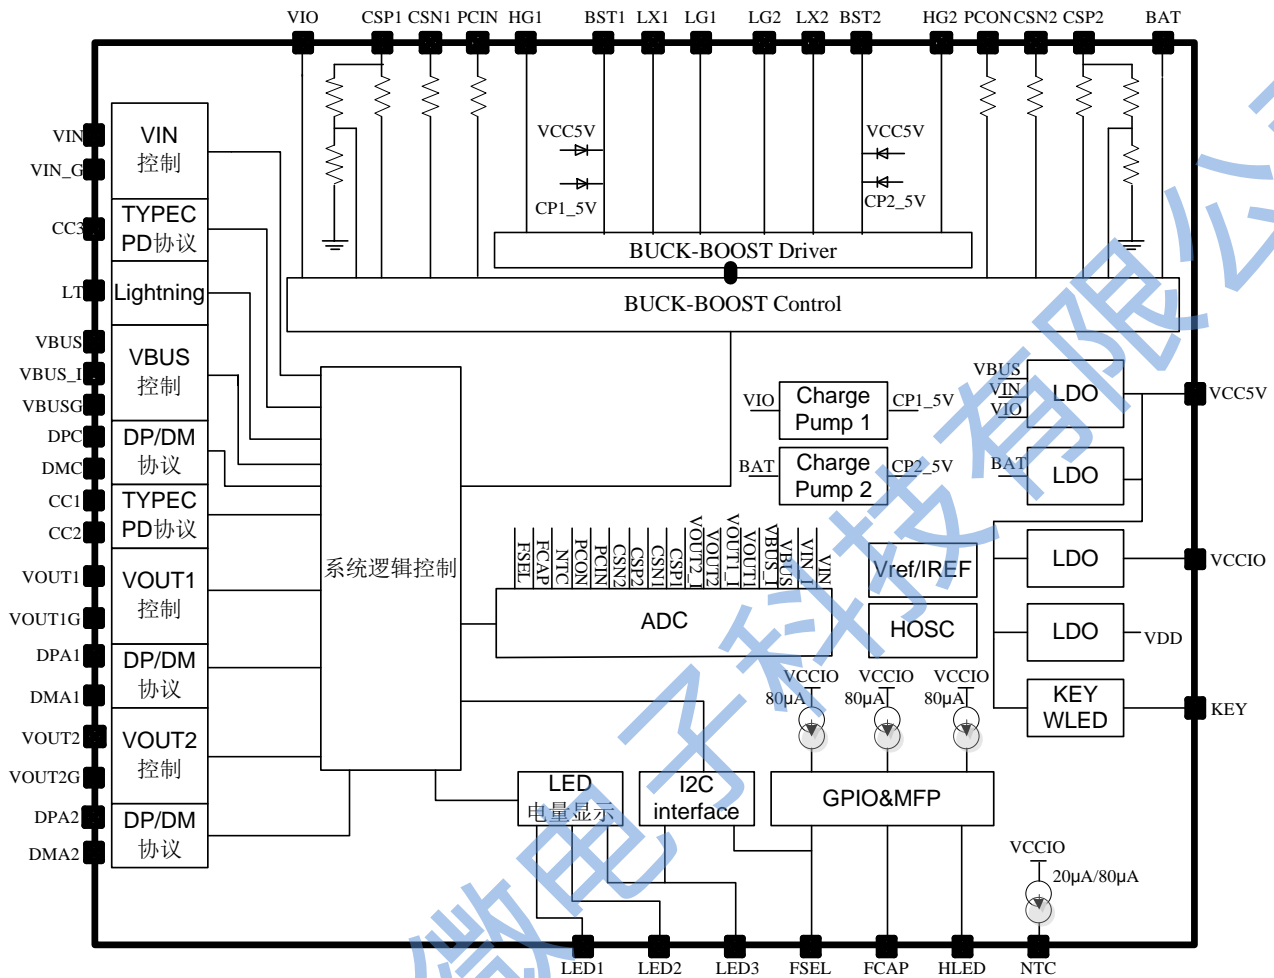 VIO CSP1 CSN1 PCIN HG1 BST1 LX1 LG1 LG2 LX2 BST2 HG2 PCON CSN2 CSP2 BAT
VIN
VIN_G
CC3
LT
VBUS
VBUS_I
VBUSG
DPC
DMC
CC1
CC2
VOUT1
VOUT1G
DPA1
DMA1
VOUT2
VOUT2G
DPA2
DMA2
VIN
控制
TYPEC
PD协议
Lightning
VBUS
控制
DP/DM
协议
TYPEC
PD协议
VOUT1
控制
DP/DM
协议
VOUT2
控制
DP/DM
协议
VCC5V
CP1_5V
VCC5V
CP2_5V
BUCK-BOOST Driver
BUCK-BOOST Control
系统逻辑控制
VIO
Charge
Pump 1
CP1_5V
BAT
Charge
Pump 2
CP2_5V
VBUS
VIN
VIO
LDO
VCC5V
BAT
LDO
LDO
VCCIO
LDO
VDD
KEY
WLED
KEY
FSEL
FCAP
NTC
PCON
PCIN
CSN2
CSP2
CSN1
CSP1
VOUT2_I
VOUT2
VOUT1_I
VOUT1
VBUS_I
VBUS
VIN_I
VIN
ADC
Vref/IREF
HOSC
VCCIO
80μA
VCCIO
80μA
VCCIO
80μA
LED
电量显示
I2C
interface
GPIO&MFP
VCCIO
20μA/80μA
LED1 LED2 LED3 FSEL FCAP HLED NTC
微电子科技有限公